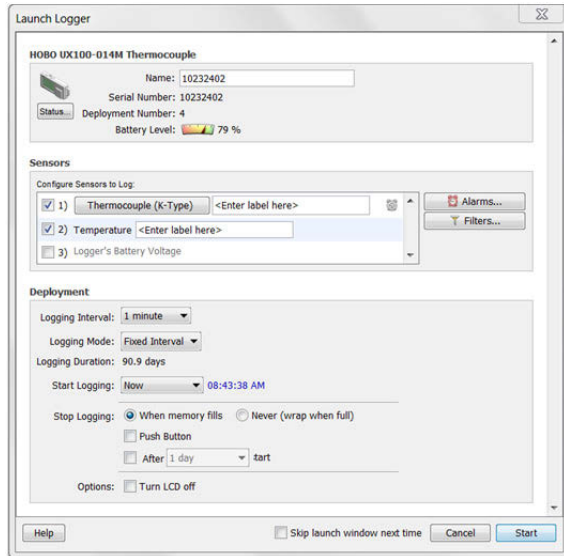 Launch Logger
HOBO UX100-014M Thermocouple
Name: 10232402
Serial Number: 10232402
Status... Deployment Number: 4
Battery Level: 79 %
Sensors
Configure Sensors to Log:
1) Thermocouple (K-Type) <Enter label here>
Alarms...
2) Temperature <Enter label here>
Filters...
3) Logger's Battery Voltage
Deployment
Logging Interval: 1 minute
Logging Mode: Fixed Interval
Logging Duration: 90.9 days
Start Logging: Now 08:43:38 AM
Stop Logging: When memory fills Never (wrap when full)
Push Button
After 1 day tart
Options: Turn LCD off
Help Skip launch window next time Cancel Start